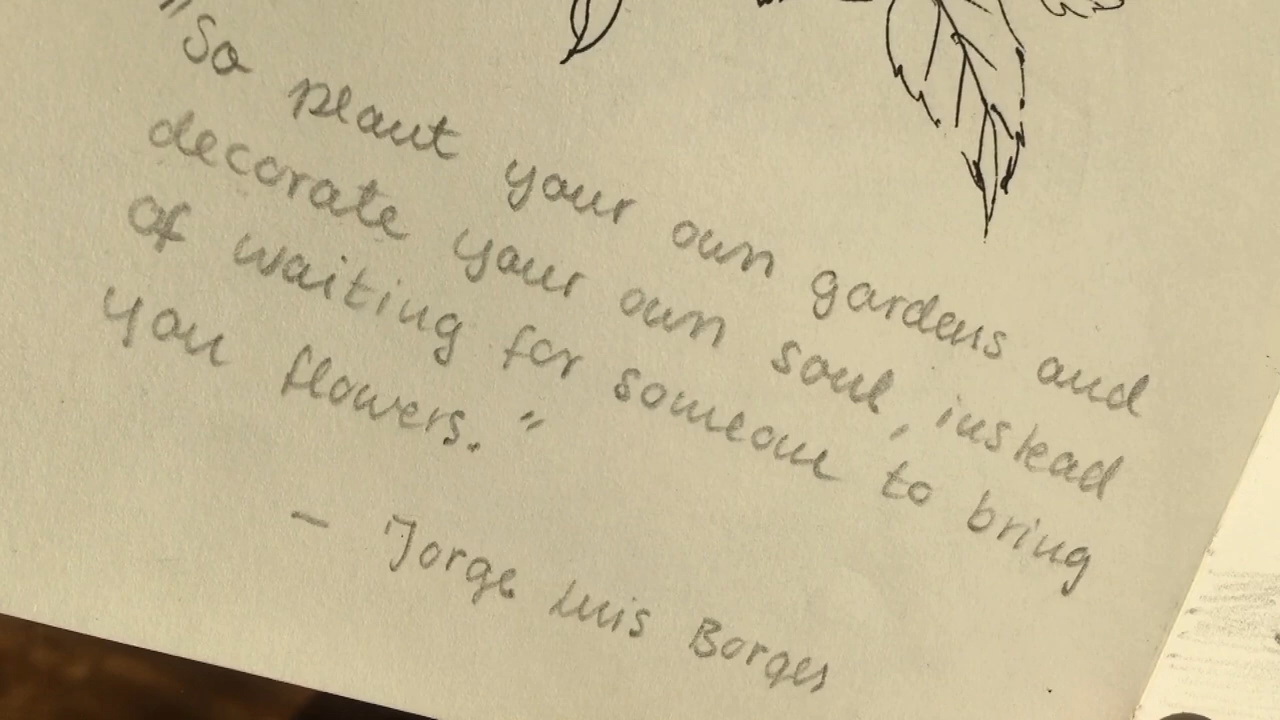 "So plant your own gardens and
decorate your own soul, instead
of waiting for someone to bring
you flowers."
- Jorge Luis Borges